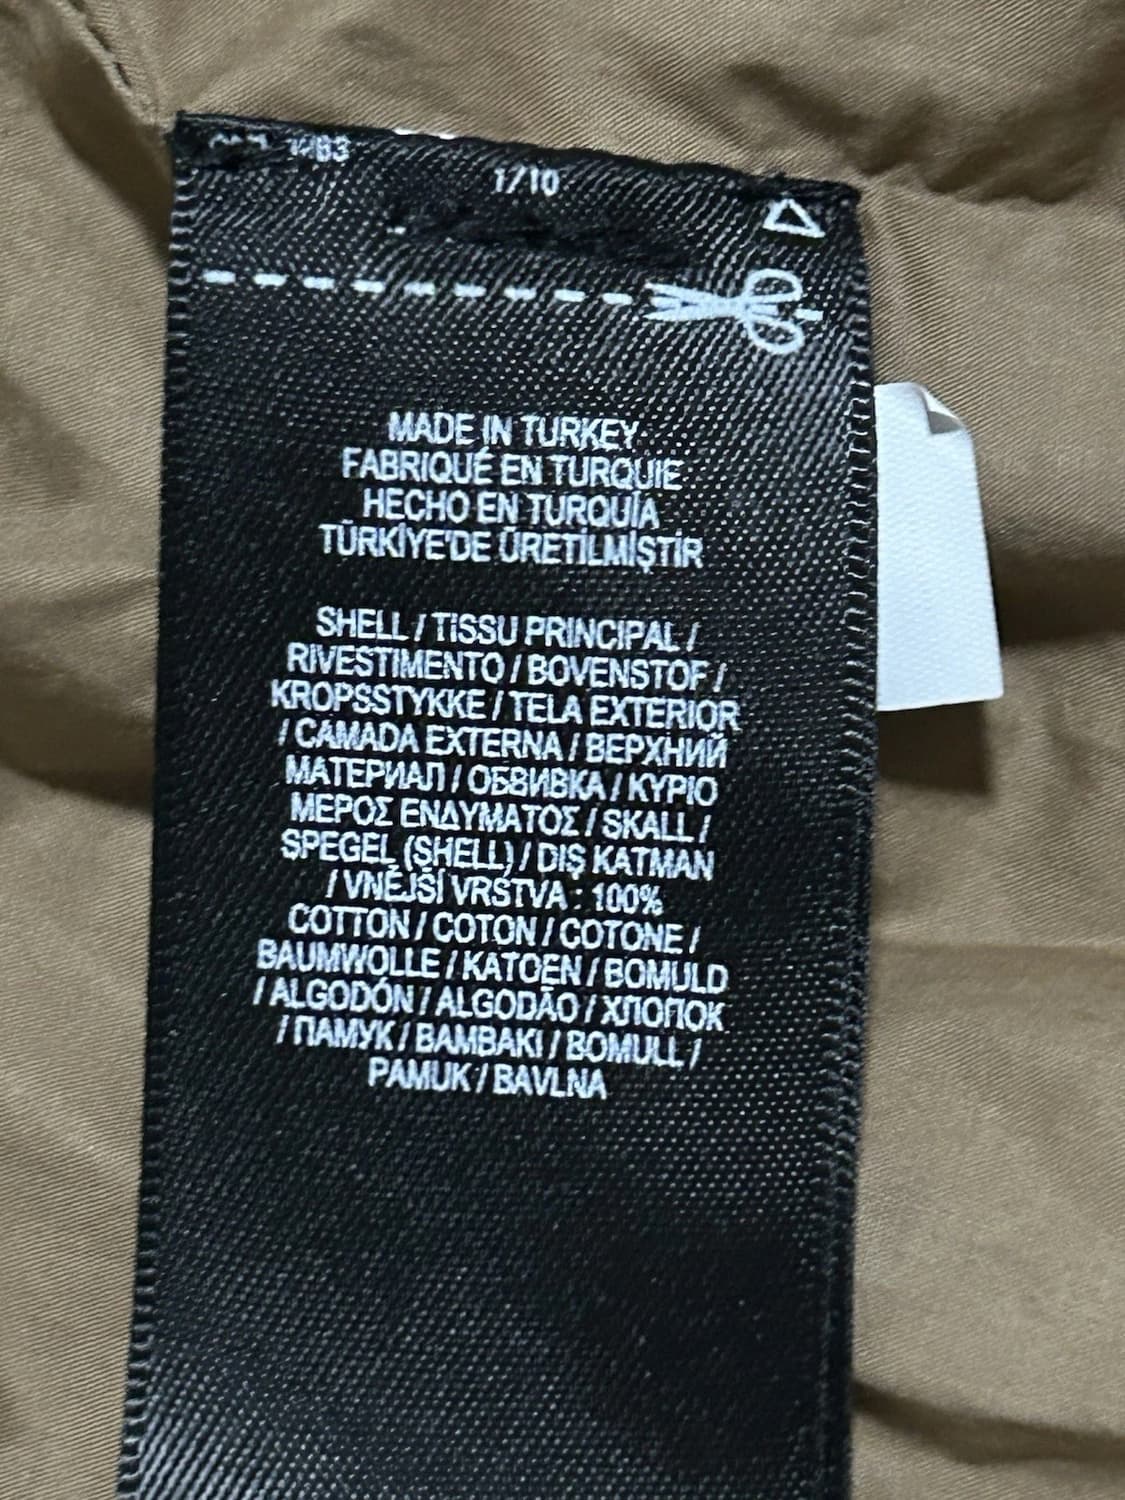 1/10
MADE IN TURKEY
FABRIQUÉ EN TURQUIE
HECHO EN TURQUÍA
TÜRKİYE'DE ÜRETİLMİŞTİR
SHELL / TISSU PRINCIPAL /
RIVESTIMENTO / BOVENSTOF /
KROPSSTYKKE / TELA EXTERIOR
/ CAMADA EXTERNA / ВЕРХНИЙ
МАТЕРИАЛ / ОБВИВКА / ΚΥΡΙΟ
ΜΕΡΟΣ ΕΝΔΥΜΑΤΟΣ / SKALL /
SPEGEL (SHELL) / DIŞ KATMAN
/ VNĚJŠÍ VRSTVA : 100%
COTTON / COTON / COTONE /
BAUMWOLLE / KATOEN / BOMULD
/ ALGODÓN / ALGODÃO / ХЛОПОК
/ ПАМУК / BAMBAKI / BOMULL /
PAMUK / BAVLNA